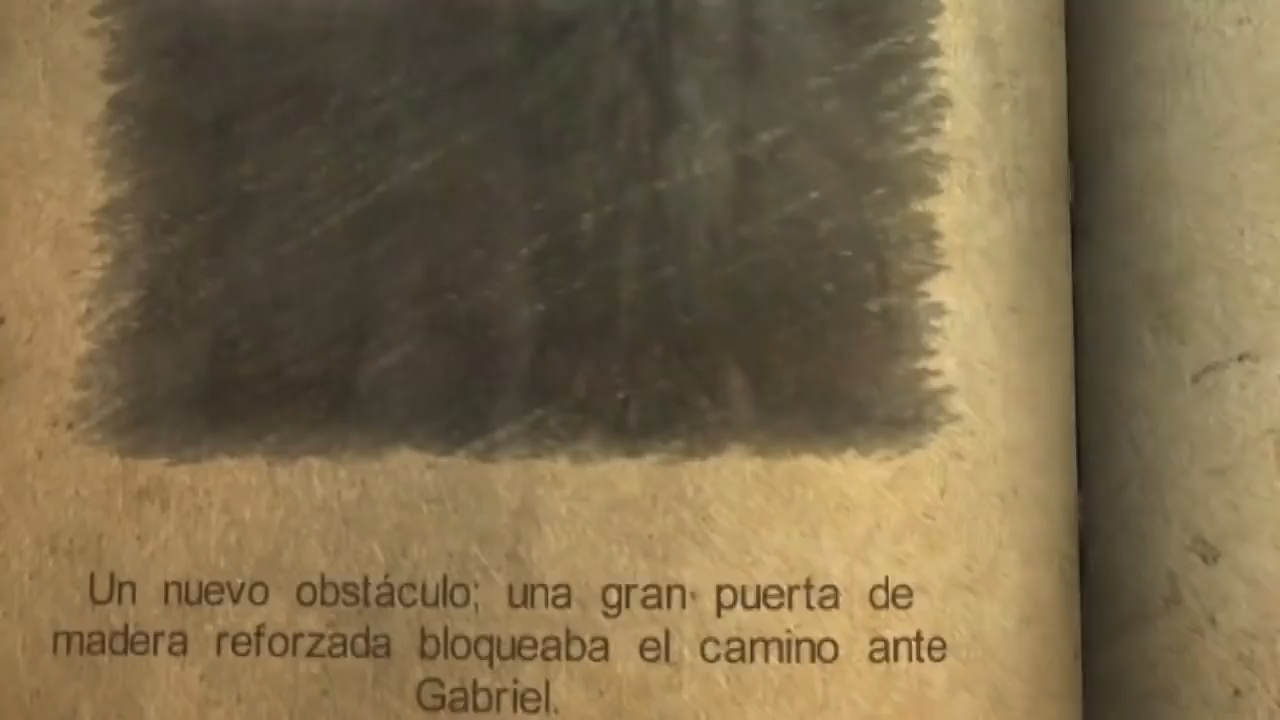 Un nuevo obstáculo; una gran puerta de
madera reforzada bloqueaba el camino ante
Gabriel.